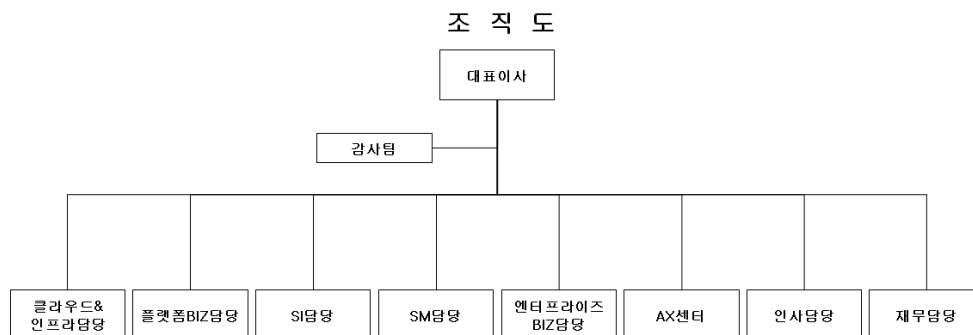 조 직 도
대표이사
감사팀
클라우드&
인프라담당
플랫폼BIZ담당
SI담당
SM담당
엔터프라이즈
BIZ담당
AX센터
인사담당
재무담당